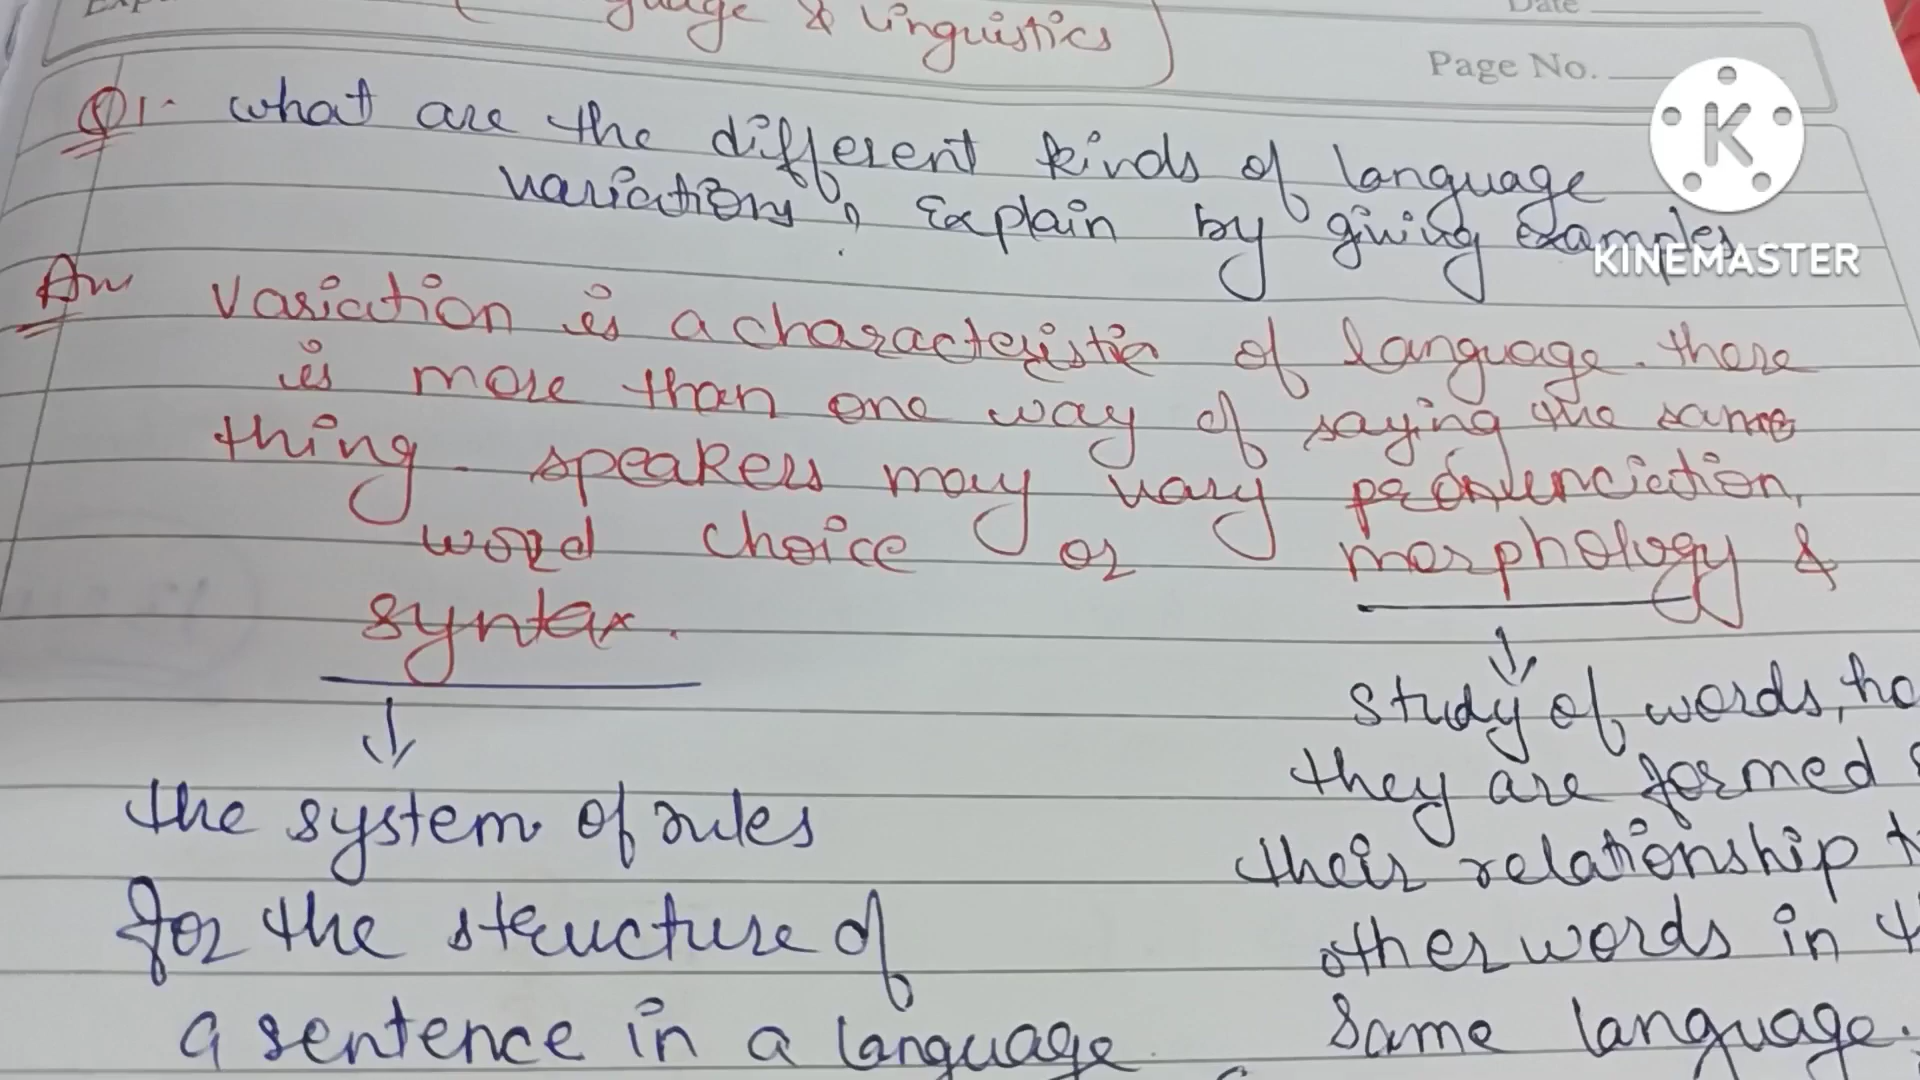 & Linguistics)
Date
Page No.
Q1. What are the different kinds of language
variations? Explain by giving examples
KINEMASTER
Ans Variation is a characteristic of language. there
is more than one way of saying the same
thing. speakers may vary pronunciation,
word choice or morphology &
syntax.
↓
the system of rules
for the structure of
a sentence in a language.
↓
Study of words,
they are formed
their relationship
other words in
same language.